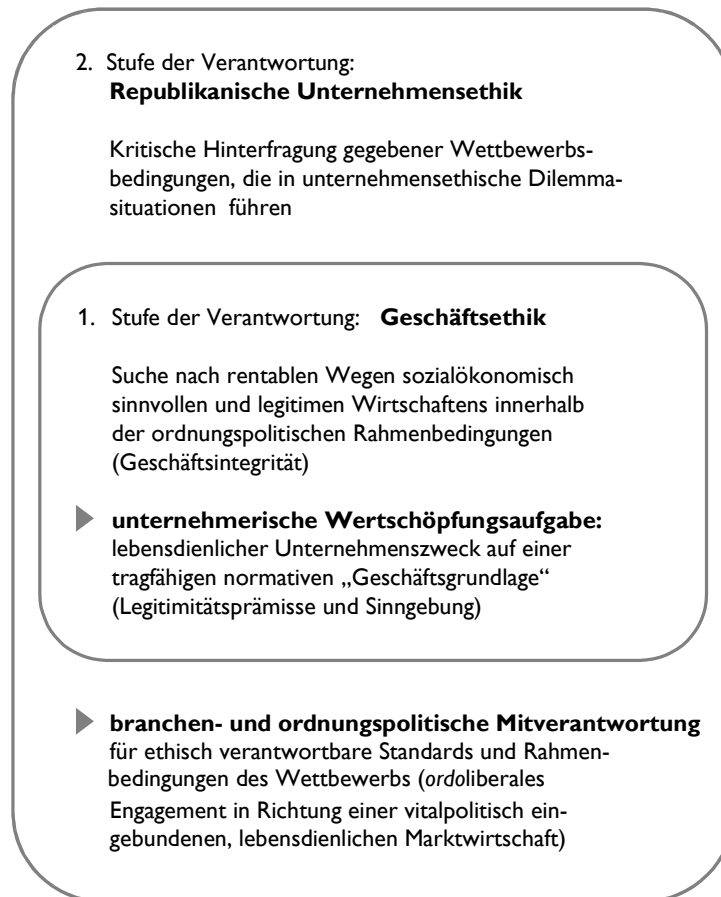 2. Stufe der Verantwortung:
Republikanische Unternehmensethik
Kritische Hinterfragung gegebener Wettbewerbs-
bedingungen, die in unternehmensethische Dilemma-
situationen führen
1. Stufe der Verantwortung: Geschäftsethik
Suche nach rentablen Wegen sozialökonomisch
sinnvollen und legitimen Wirtschaftens innerhalb
der ordnungspolitischen Rahmenbedingungen
(Geschäftsintegrität)
unternehmerische Wertschöpfungsaufgabe:
lebensdienlicher Unternehmenszweck auf einer
tragfähigen normativen „Geschäftsgrundlage“
(Legitimitätsprämisse und Sinngebung)
branchen- und ordnungspolitische Mitverantwortung
für ethisch verantwortbare Standards und Rahmen-
bedingungen des Wettbewerbs (ordoliberales
Engagement in Richtung einer vitalpolitisch ein-
gebundenen, lebensdienlichen Marktwirtschaft)